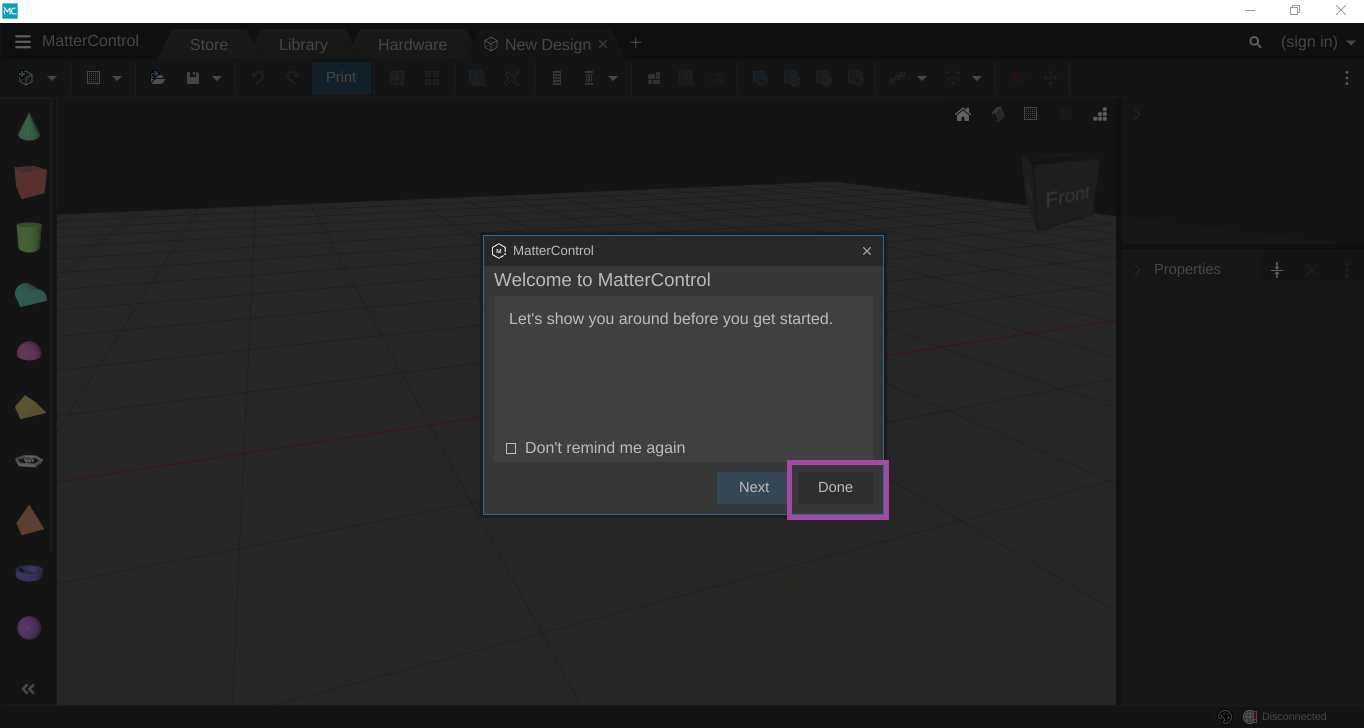 MC
MatterControl
Store
Library
Hardware
New Design
(sign in)
Print
Front
Properties
MatterControl
Welcome to MatterControl
Let's show you around before you get started.
Don't remind me again
Next
Done
Disconnected